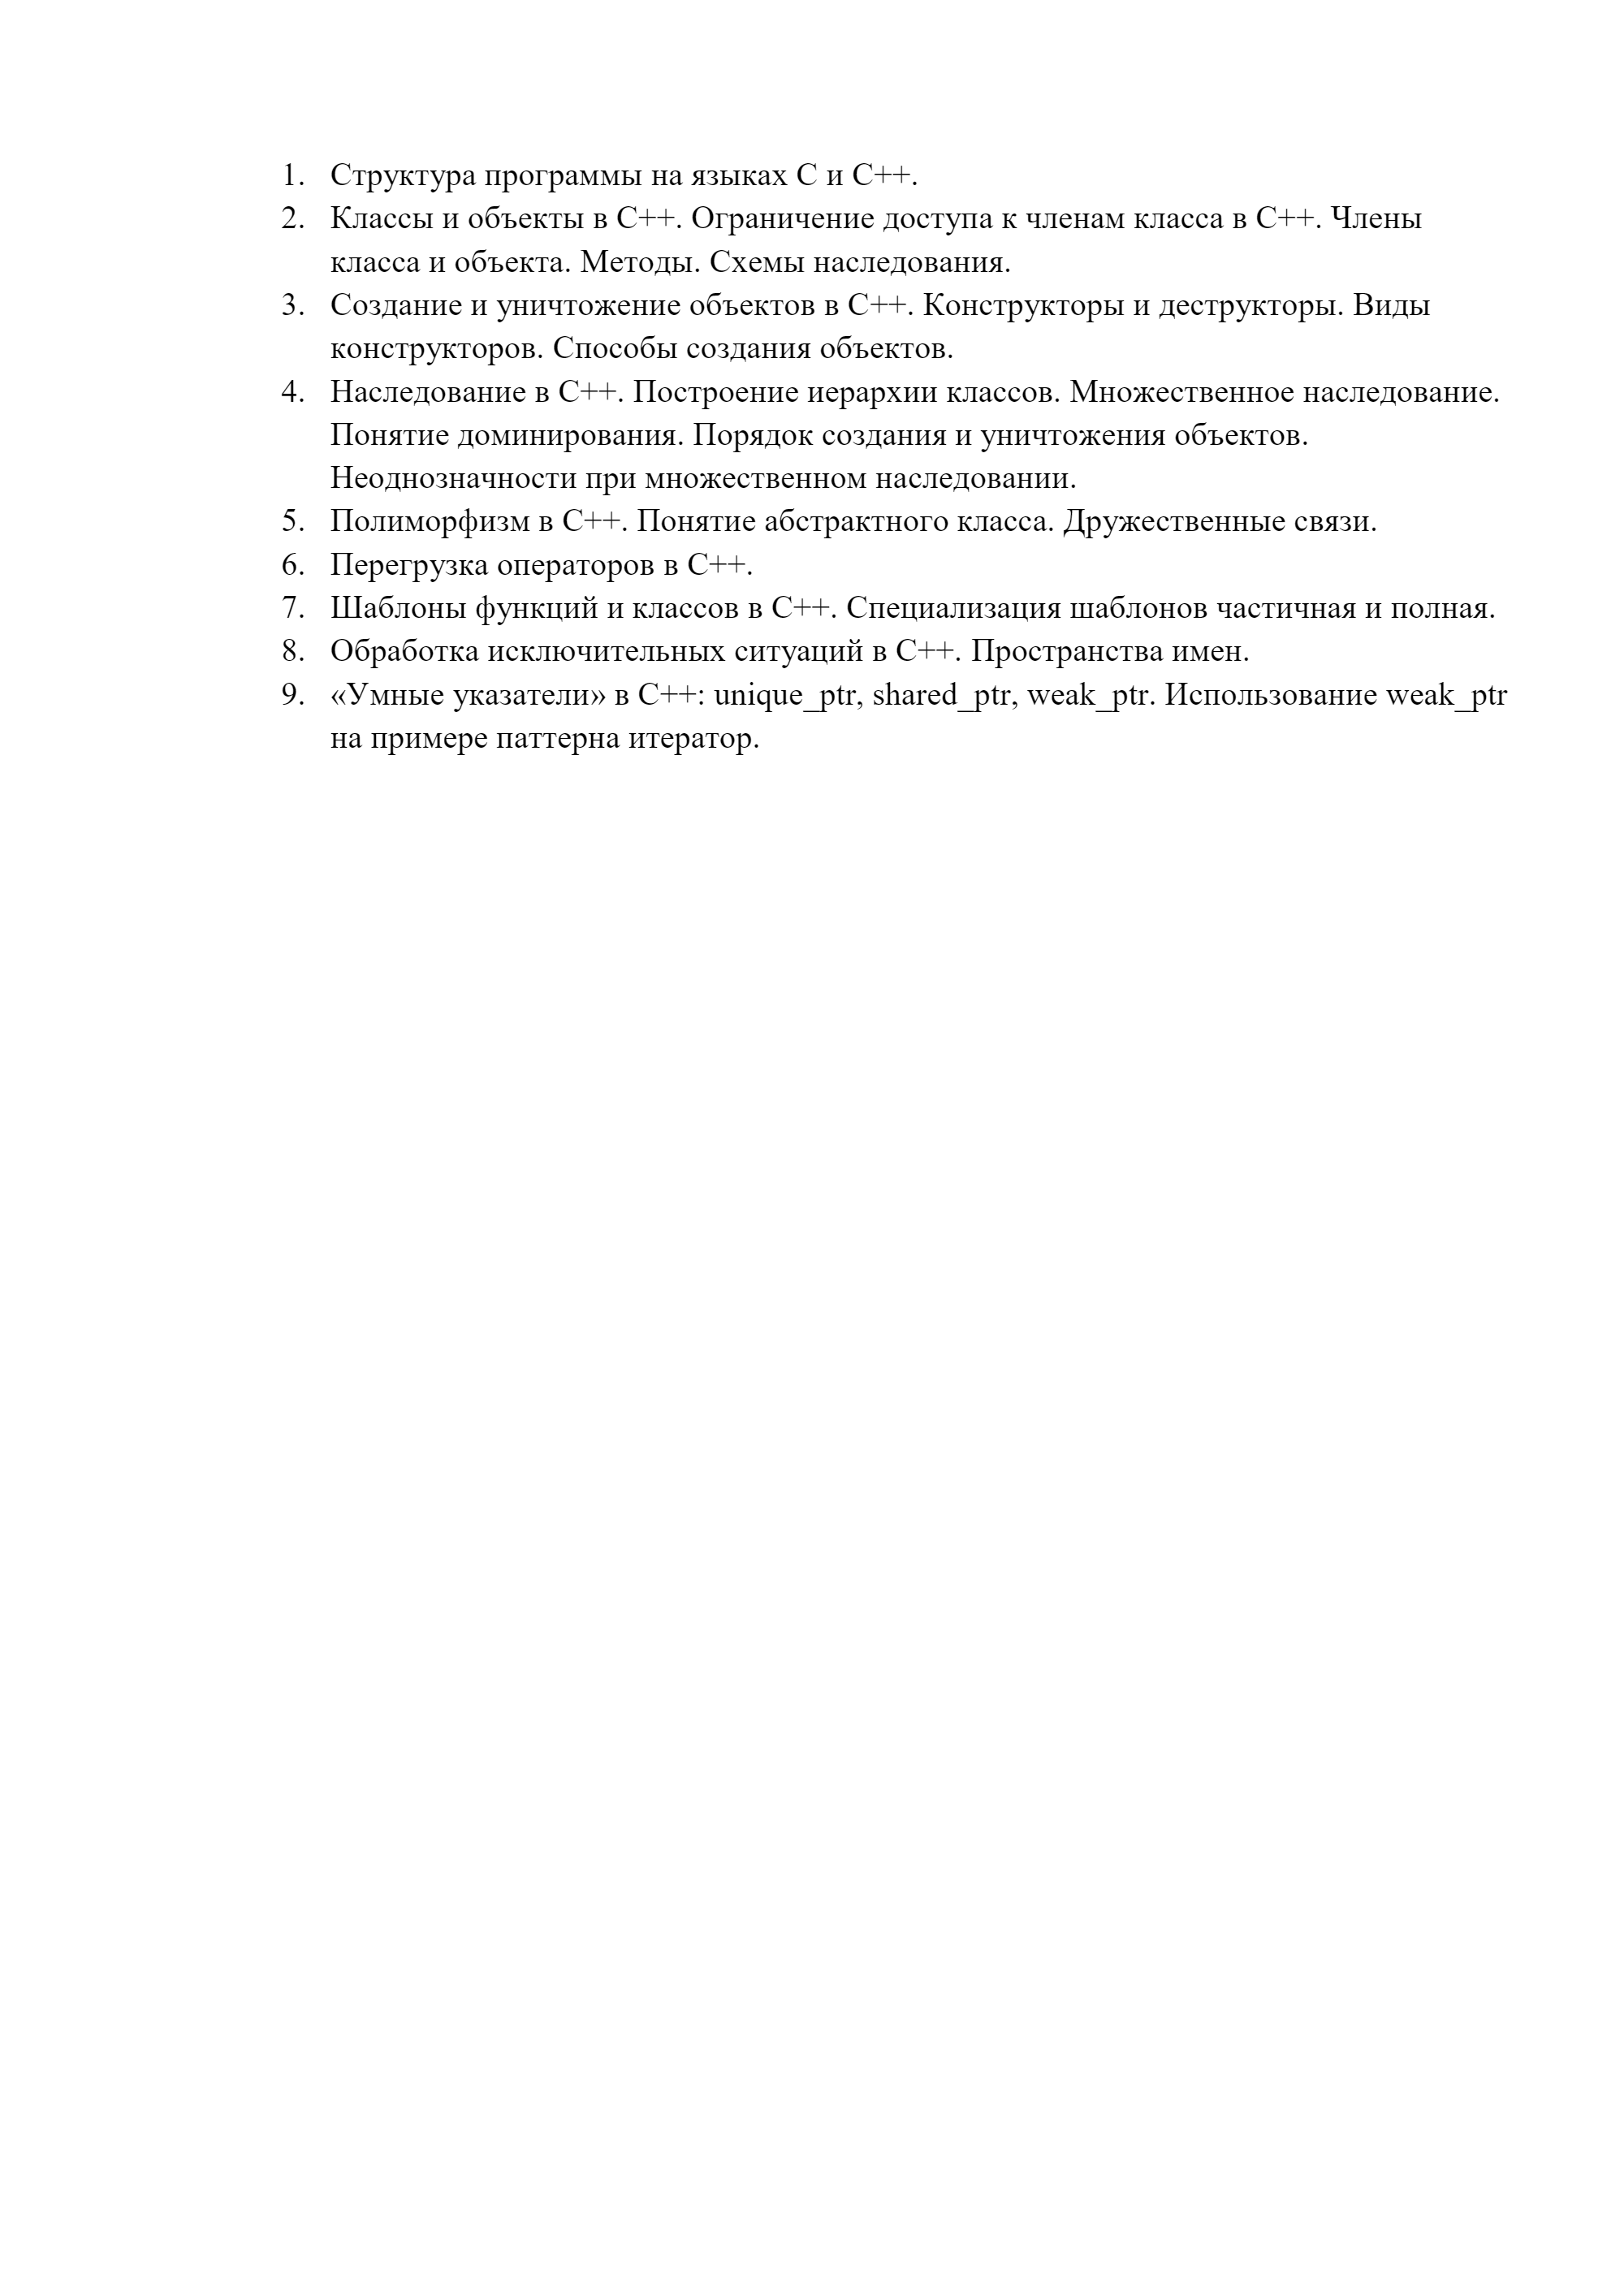 1. Структура программы на языках С и С++.
2. Классы и объекты в С++. Ограничение доступа к членам класса в С++. Члены
класса и объекта. Методы. Схемы наследования.
3. Создание и уничтожение объектов в С++. Конструкторы и деструкторы. Виды
конструкторов. Способы создания объектов.
4. Наследование в С++. Построение иерархии классов. Множественное наследование.
Понятие доминирования. Порядок создания и уничтожения объектов.
Неоднозначности при множественном наследовании.
5. Полиморфизм в С++. Понятие абстрактного класса. Дружественные связи.
6. Перегрузка операторов в С++.
7. Шаблоны функций и классов в С++. Специализация шаблонов частичная и полная.
8. Обработка исключительных ситуаций в С++. Пространства имен.
9. «Умные указатели» в С++: unique_ptr, shared_ptr, weak_ptr. Использование weak_ptr
на примере паттерна итератор.